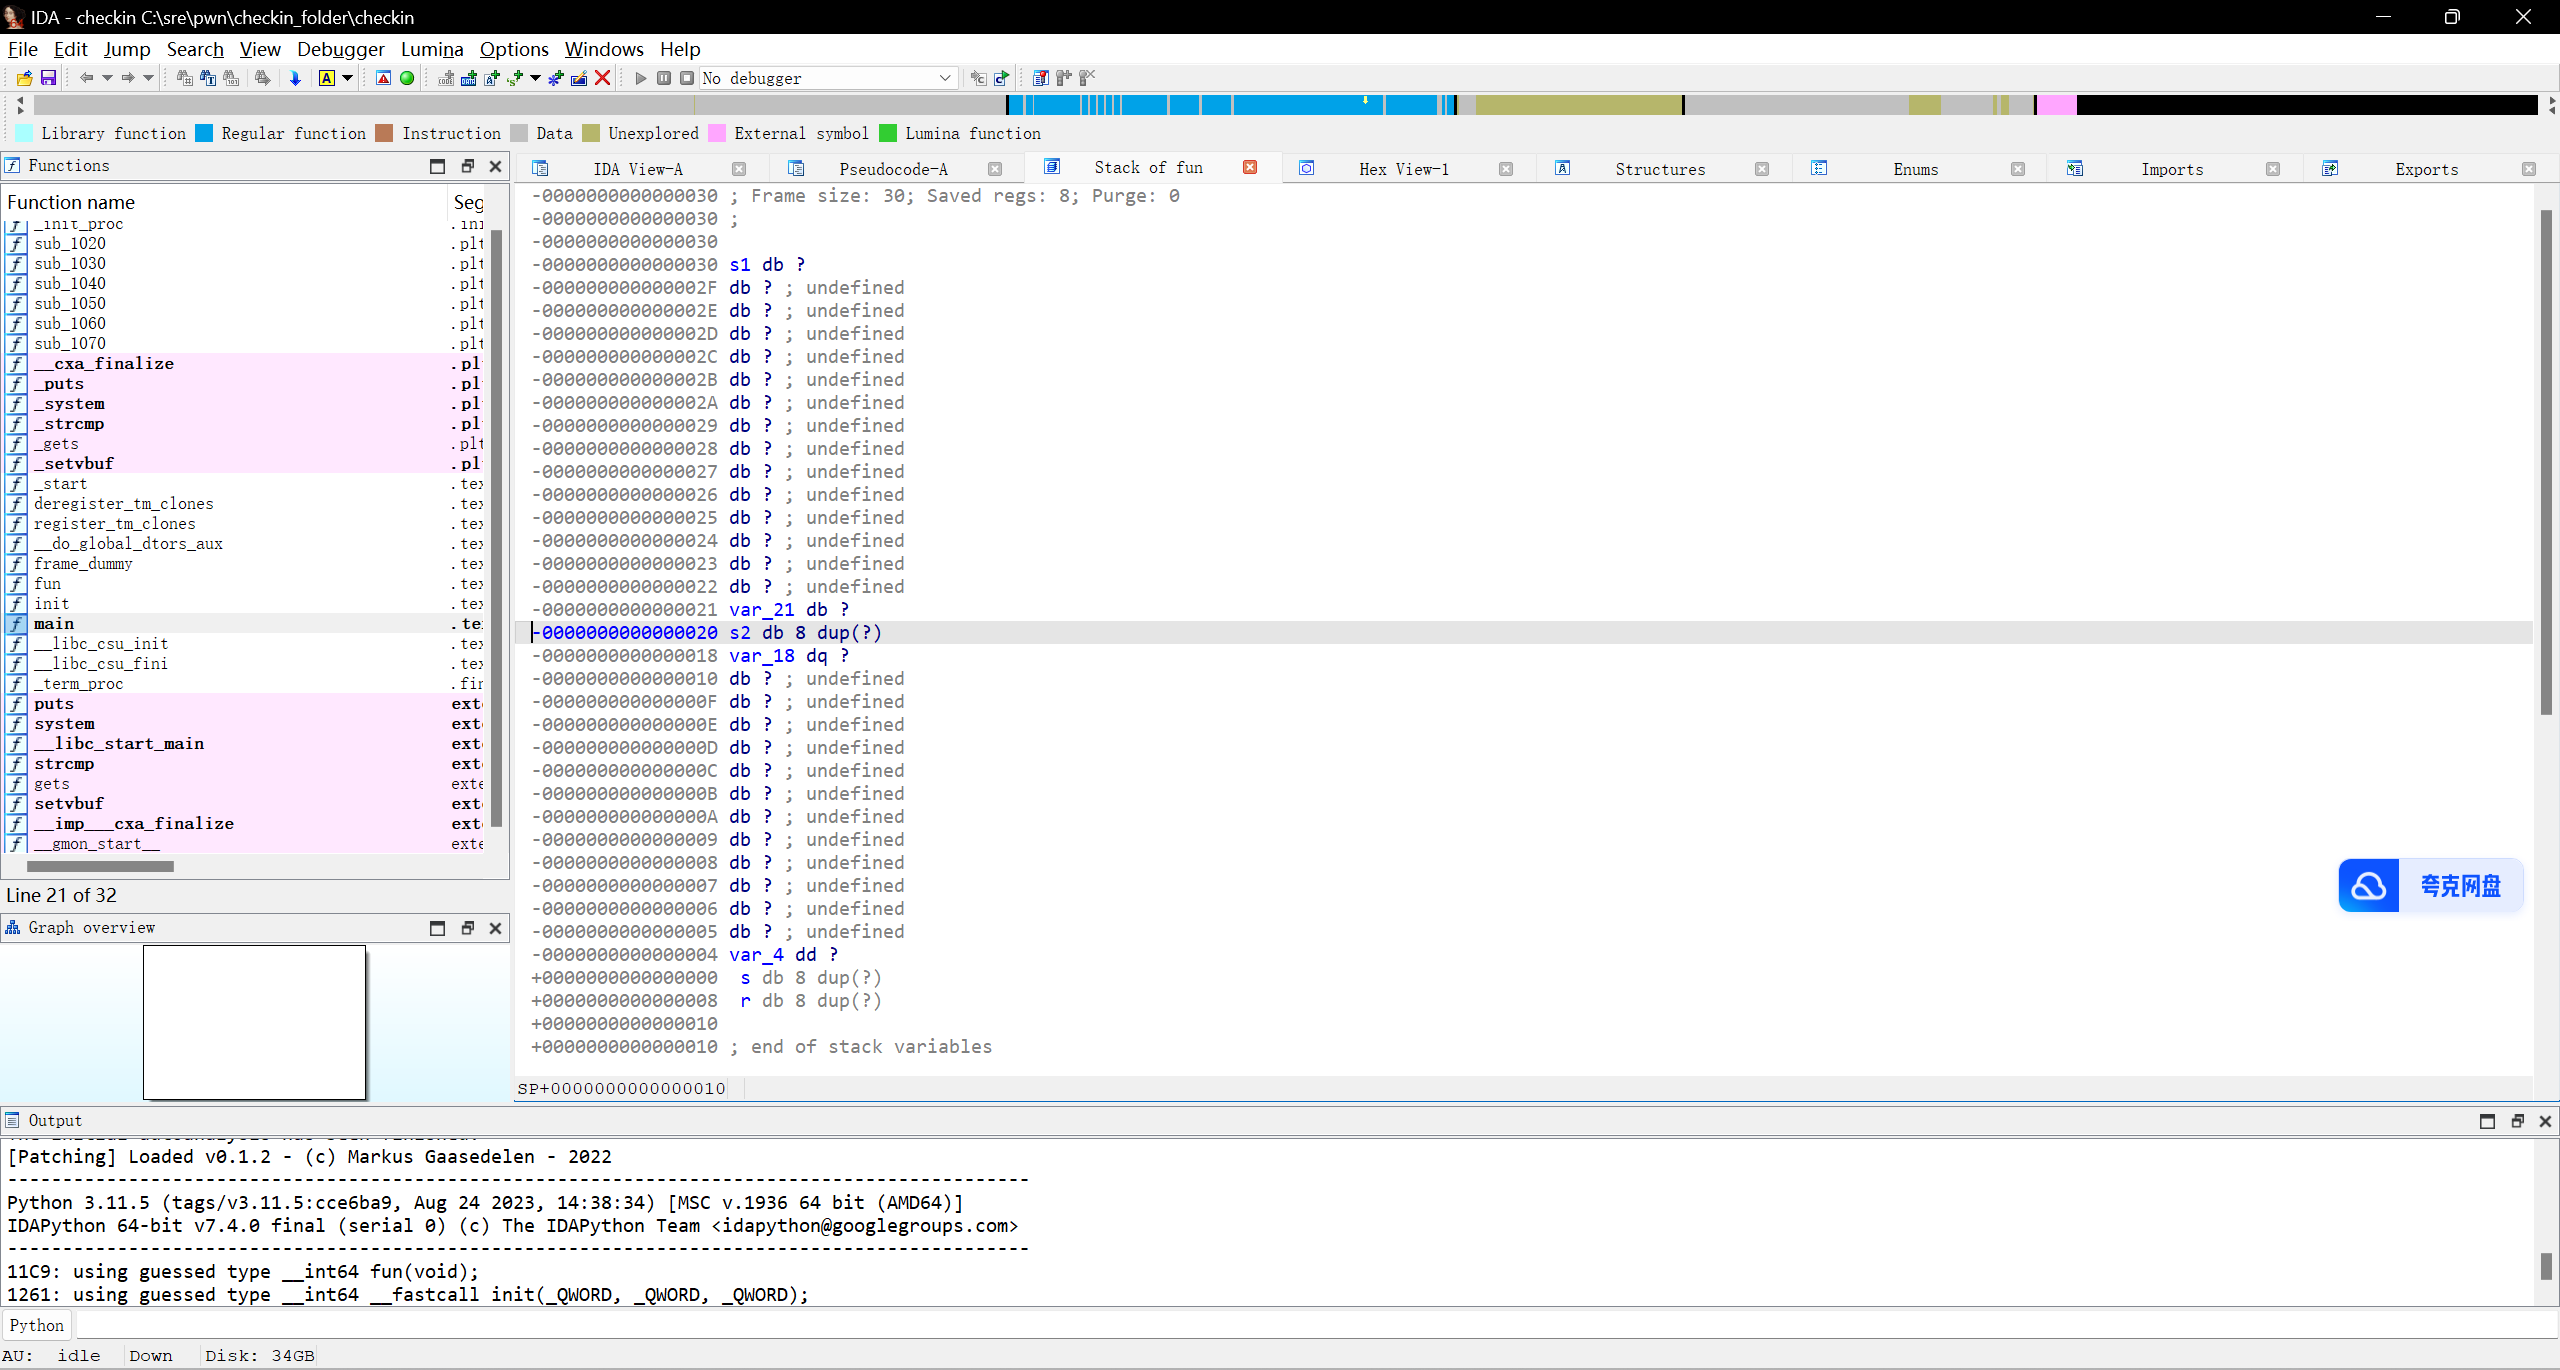 IDA - checkin C:\sre\pwn\checkin_folder\checkin
File Edit Jump Search View Debugger Lumina Options Windows Help
No debugger
Library function Regular function Instruction Data Unexplored External symbol Lumina function
Functions
IDA View-A Pseudocode-A Stack of fun Hex View-1 Structures Enums Imports Exports
Function name Seg
_init_proc .ini
sub_1020 .plt
sub_1030 .plt
sub_1040 .plt
sub_1050 .plt
sub_1060 .plt
sub_1070 .plt
__cxa_finalize .pl
_puts .pl
_system .pl
_strcmp .pl
_gets .plt
_setvbuf .pl
_start .tex
deregister_tm_clones .tex
register_tm_clones .tex
__do_global_dtors_aux .tex
frame_dummy .tex
fun .tex
init .tex
main .te
__libc_csu_init .tex
__libc_csu_fini .tex
_term_proc .fin
puts ext
system ext
__libc_start_main ext
strcmp ext
gets exte
setvbuf ext
__imp___cxa_finalize ext
__gmon_start__ exte
Line 21 of 32
Graph overview
-0000000000000030 ; Frame size: 30; Saved regs: 8; Purge: 0
-0000000000000030 ;
-0000000000000030
-0000000000000030 s1 db ?
-000000000000002F db ? ; undefined
-000000000000002E db ? ; undefined
-000000000000002D db ? ; undefined
-000000000000002C db ? ; undefined
-000000000000002B db ? ; undefined
-000000000000002A db ? ; undefined
-0000000000000029 db ? ; undefined
-0000000000000028 db ? ; undefined
-0000000000000027 db ? ; undefined
-0000000000000026 db ? ; undefined
-0000000000000025 db ? ; undefined
-0000000000000024 db ? ; undefined
-0000000000000023 db ? ; undefined
-0000000000000022 db ? ; undefined
-0000000000000021 var_21 db ?
-0000000000000020 s2 db 8 dup(?)
-0000000000000018 var_18 dq ?
-0000000000000010 db ? ; undefined
-000000000000000F db ? ; undefined
-000000000000000E db ? ; undefined
-000000000000000D db ? ; undefined
-000000000000000C db ? ; undefined
-000000000000000B db ? ; undefined
-000000000000000A db ? ; undefined
-0000000000000009 db ? ; undefined
-0000000000000008 db ? ; undefined
-0000000000000007 db ? ; undefined
-0000000000000006 db ? ; undefined
-0000000000000005 db ? ; undefined
-0000000000000004 var_4 dd ?
+0000000000000000 s db 8 dup(?)
+0000000000000008 r db 8 dup(?)
+0000000000000010
+0000000000000010 ; end of stack variables
SP+0000000000000010
夸克网盘
Output
[Patching] Loaded v0.1.2 - (c) Markus Gaasedelen - 2022
---------------------------------------------------------------------------------------------
Python 3.11.5 (tags/v3.11.5:cce6ba9, Aug 24 2023, 14:38:34) [MSC v.1936 64 bit (AMD64)]
IDAPython 64-bit v7.4.0 final (serial 0) (c) The IDAPython Team <idapython@googlegroups.com>
---------------------------------------------------------------------------------------------
11C9: using guessed type __int64 fun(void);
1261: using guessed type __int64 __fastcall init(_QWORD, _QWORD, _QWORD);
Python
AU: idle Down Disk: 34GB